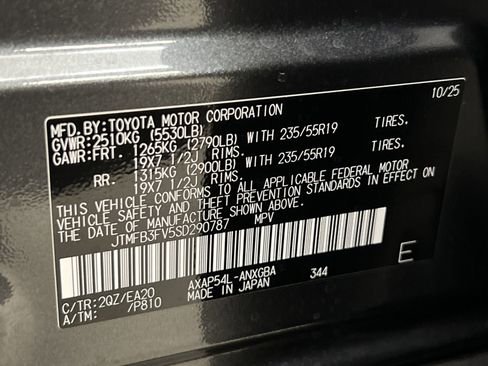 MFD. BY: TOYOTA MOTOR CORPORATION 10/25
GVWR: 2510KG (5530LB)
GAWR: FRT. 1265KG (2790LB) WITH 235/55R19 TIRES.
19X7 1/2J RIMS.
RR. 1315KG (2900LB) WITH 235/55R19 TIRES.
19X7 1/2J RIMS.
THIS VEHICLE CONFORMS TO ALL APPLICABLE FEDERAL MOTOR
VEHICLE SAFETY AND THEFT PREVENTION STANDARDS IN EFFECT ON
THE DATE OF MANUFACTURE SHOWN ABOVE.
JTMFB3FV5SD290787 MPV
C/TR: 2QZ/EA20 AXAP54L-ANXGBA 344 E
A/TM: /P810 MADE IN JAPAN